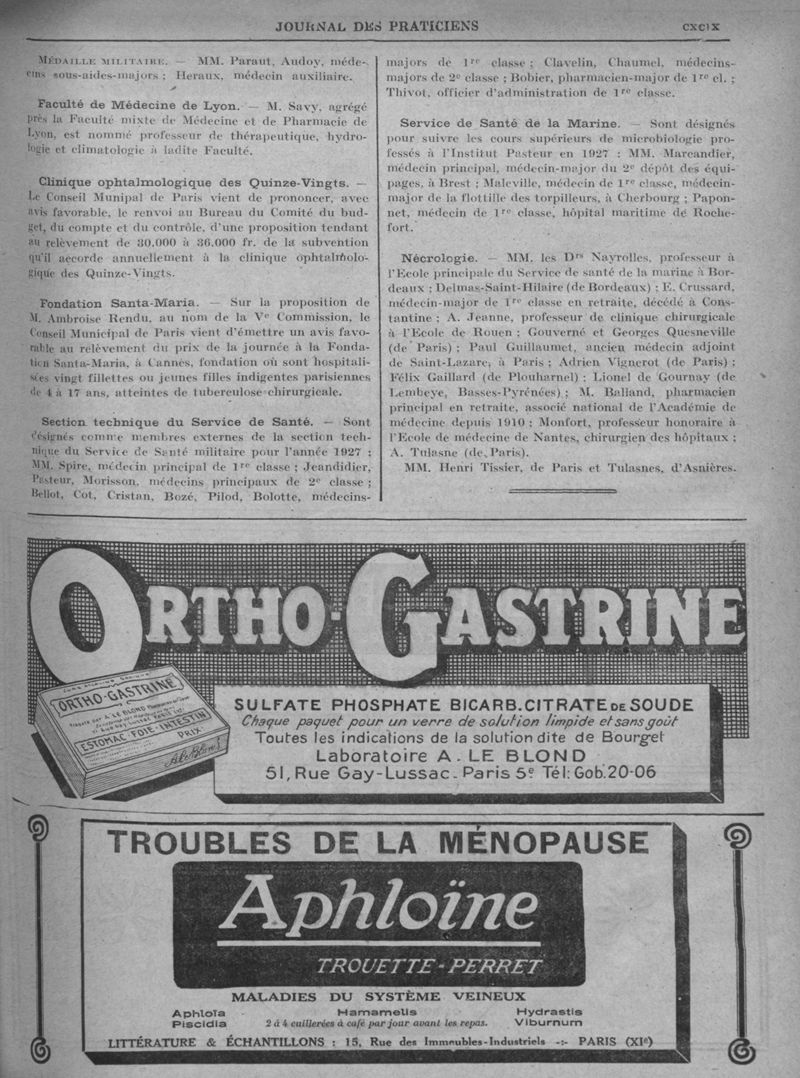 JOURNAL DES PRATICIENS
CXCIX
MÉDAILLE MILITAIRE. — MM. Paraut, Audoy, méde-
cins sous-aides-majors ; Heraux, médecin auxiliaire.
Faculté de Médecine de Lyon. — M. Savy, agrégé
près la Faculté mixte de Médecine et de Pharmacie de
Lyon, est nommé professeur de thérapeutique, hydro-
logie et climatologie à ladite Faculté.
Clinique ophtalmologique des Quinze-Vingts. —
Le Conseil Munipal de Paris vient de prononcer, avec
avis favorable, le renvoi au Bureau du Comité du bud-
get, du compte et du contrôle, d'une proposition tendant
au relèvement de 30.000 à 36.000 fr. de la subvention
qu'il accorde annuellement à la clinique ophtalmolo-
gique des Quinze-Vingts.
Fondation Santa-Maria. — Sur la proposition de
M. Ambroise Rendu, au nom de la Ve Commission, le
Conseil Municipal de Paris vient d'émettre un avis favo-
rable au relèvement du prix de la journée à la Fonda-
tion Santa-Maria, à Cannes, fondation où sont hospitali-
sées vingt fillettes ou jeunes filles indigentes parisiennes
de 4 à 17 ans, atteintes de tuberculose chirurgicale.
Section technique du Service de Santé. — Sont
désignés comme membres externes de la section tech-
nique du Service de Santé militaire pour l'année 1927 :
MM. Spire, médecin principal de 1re classe ; Jeandidier,
Pasteur, Morisson, médecins principaux de 2e classe ;
Bellot, Cot, Cristan, Bozé, Pilod, Bolotte, médecins-
majors de 1re classe ; Clavelin, Chaumel, médecins-
majors de 2e classe ; Bobier, pharmacien-major de 1re cl. ;
Thivot, officier d'administration de 1re classe.
Service de Santé de la Marine. — Sont désignés
pour suivre les cours supérieurs de microbiologie pro-
fessés à l'Institut Pasteur en 1927 : MM. Marcandier,
médecin principal, médecin-major du 2e dépôt des équi-
pages, à Brest ; Maleville, médecin de 1re classe, médecin-
major de la flottille des torpilleurs, à Cherbourg ; Papon-
net, médecin de 1re classe, hôpital maritime de Roche-
fort.
Nécrologie. — MM. les Drs Nayrolles, professeur à
l'Ecole principale du Service de santé de la marine à Bor-
deaux ; Delmas-Saint-Hilaire (de Bordeaux) ; E. Crussard,
médecin-major de 1re classe en retraite, décédé à Cons-
tantine ; A. Jeanne, professeur de clinique chirurgicale
à l'Ecole de Rouen ; Gouverné et Georges Quesneville
(de Paris) ; Paul Guillaumet, ancien médecin adjoint
de Saint-Lazare, à Paris ; Adrien Vignerot (de Paris) ;
Félix Gaillard (de Plouharnel) ; Lionel de Gournay (de
Lembeye, Basses-Pyrénées) ; M. Balland, pharmacien
principal en retraite, associé national de l'Académie de
médecine depuis 1910 ; Monfort, professeur honoraire à
l'Ecole de médecine de Nantes, chirurgien des hôpitaux ;
A. Tulasne (de Paris).
MM. Henri Tissier, de Paris et Tulasnes, d'Asnières.
ORTHO-GASTRINE
ORTHO-GASTRINE
A. LE BLOND
ESTOMAC-FOIE-INTESTIN
PRIX
SULFATE PHOSPHATE BICARB. CITRATE DE SOUDE
Chaque paquet pour un verre de solution limpide et sans goût
Toutes les indications de la solution dite de Bourget
Laboratoire A. LE BLOND
51, Rue Gay-Lussac. Paris 5e Tél: Gob. 20-06
TROUBLES DE LA MÉNOPAUSE
Aphloïne
TROUETTE-PERRET
MALADIES DU SYSTÈME VEINEUX
Aphloïa Hamamelis Hydrastis
Piscidia 2 à 4 cuillerées à café par jour avant les repas. Viburnum
LITTÉRATURE & ÉCHANTILLONS : 15, Rue des Immeubles-Industriels -:- PARIS (XIe)